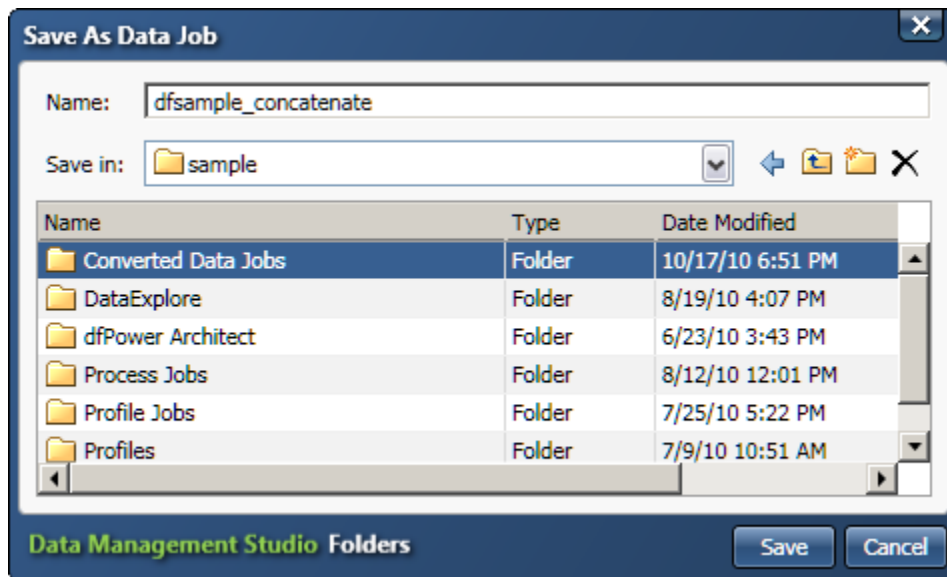 Save As Data Job
Name: dfsample_concatenate
Save in: sample
Name Type Date Modified
Converted Data Jobs Folder 10/17/10 6:51 PM
DataExplore Folder 8/19/10 4:07 PM
dfPower Architect Folder 6/23/10 3:43 PM
Process Jobs Folder 8/12/10 12:01 PM
Profile Jobs Folder 7/25/10 5:22 PM
Profiles Folder 7/9/10 10:51 AM
Data Management Studio Folders Save Cancel